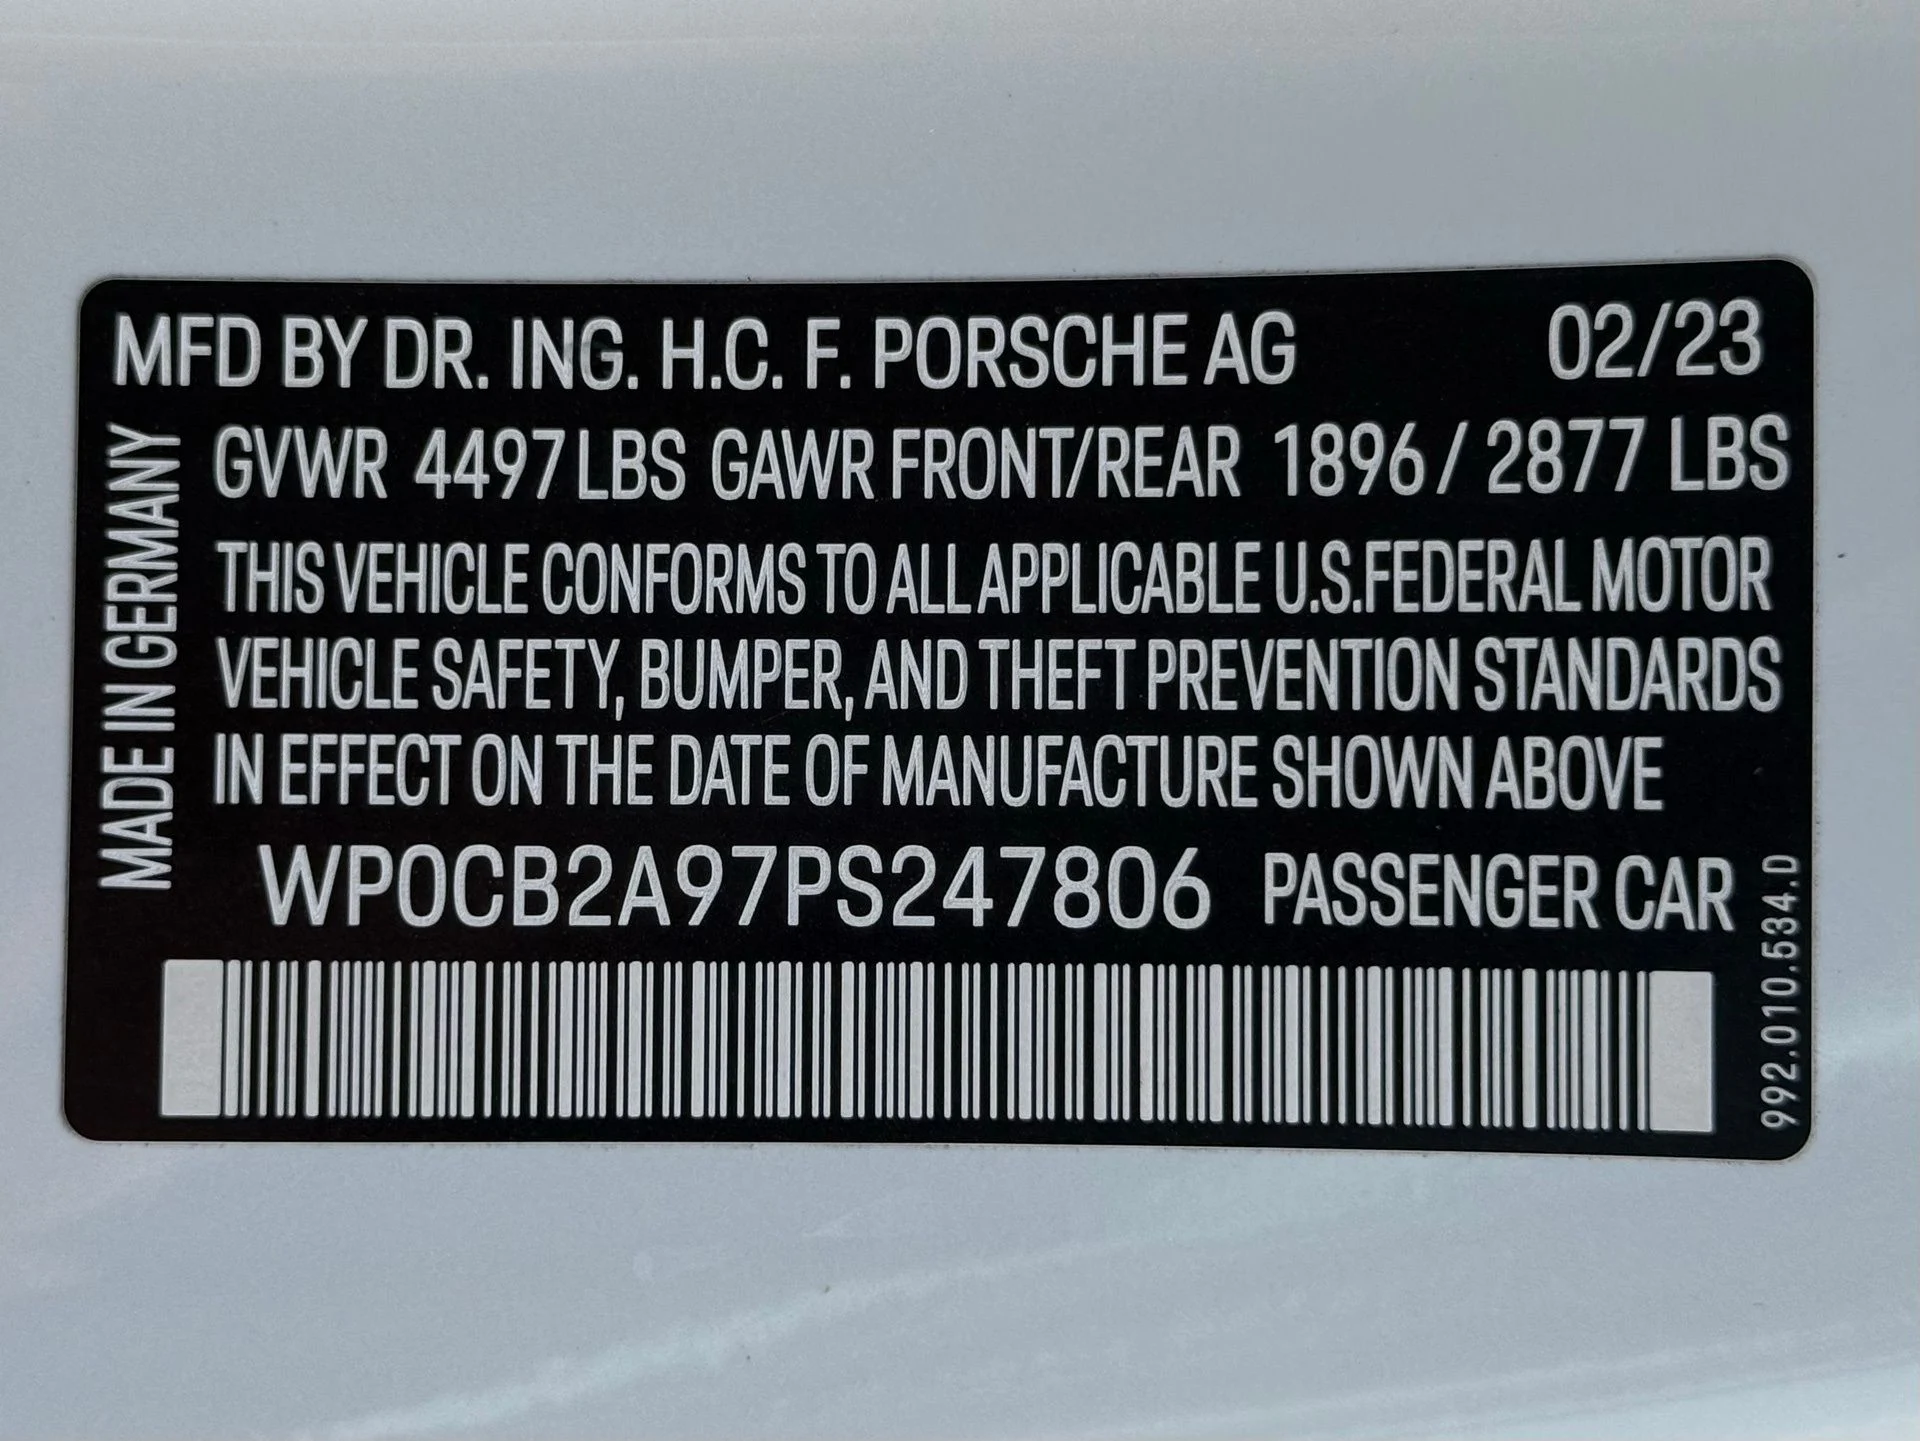 MFD BY DR. ING. H.C. F. PORSCHE AG 02/23
GVWR 4497 LBS GAWR FRONT/REAR 1896 / 2877 LBS
THIS VEHICLE CONFORMS TO ALL APPLICABLE U.S.FEDERAL MOTOR
VEHICLE SAFETY, BUMPER, AND THEFT PREVENTION STANDARDS
IN EFFECT ON THE DATE OF MANUFACTURE SHOWN ABOVE
WP0CB2A97PS247806 PASSENGER CAR
MADE IN GERMANY
992.010.534.D